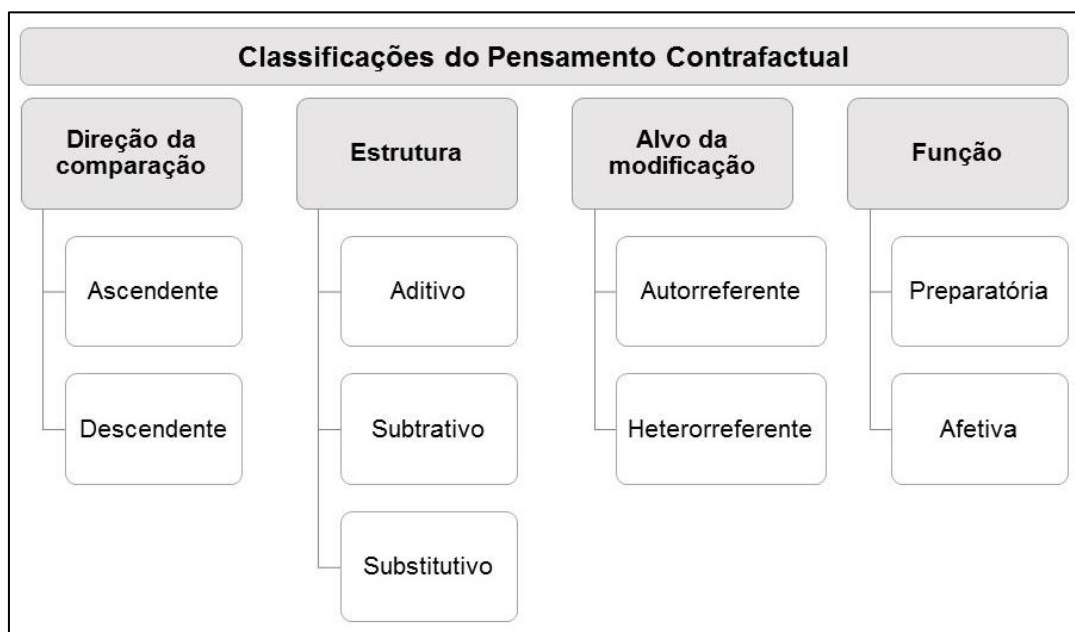 Classificações do Pensamento Contrafactual
Direção da
comparação
Ascendente
Descendente
Estrutura
Aditivo
Subtrativo
Substitutivo
Alvo da
modificação
Autorreferente
Heterorreferente
Função
Preparatória
Afetiva